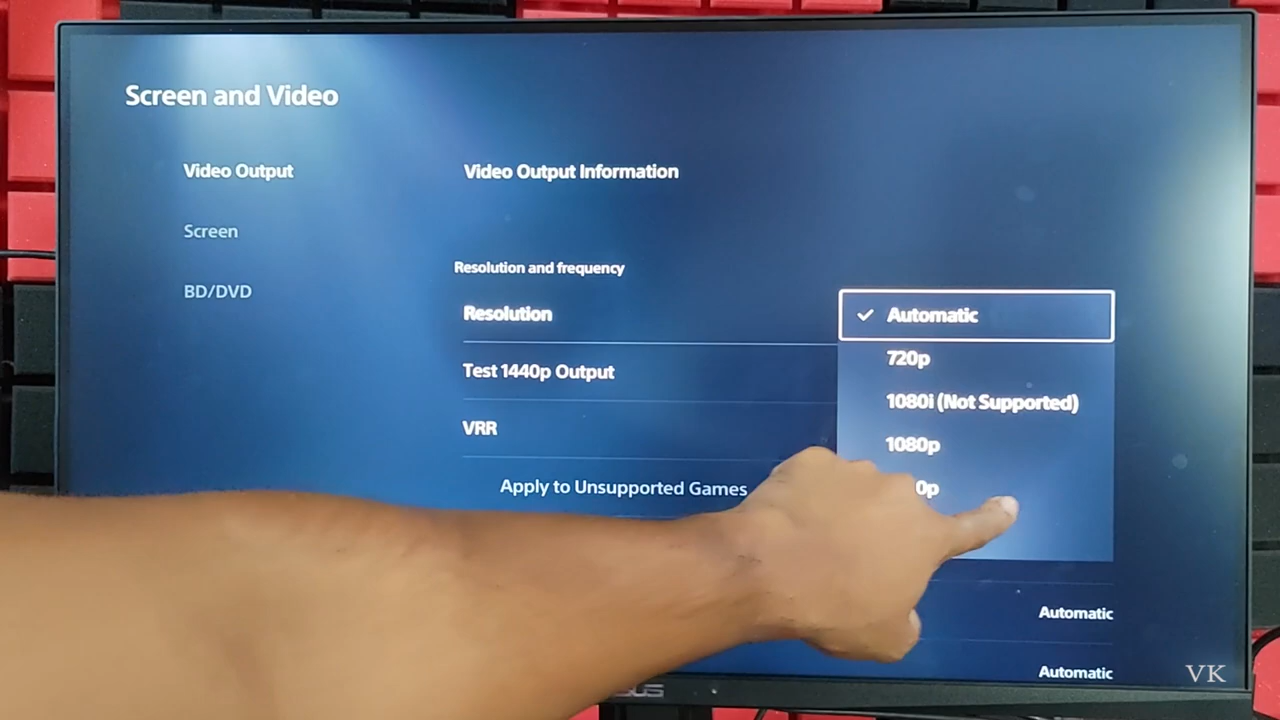 Screen and Video
Video Output
Video Output Information
Screen
BD/DVD
Resolution and frequency
Resolution
Automatic
720p
1080i (Not Supported)
1080p
Test 1440p Output
VRR
Apply to Unsupported Games
Automatic
Automatic
VK